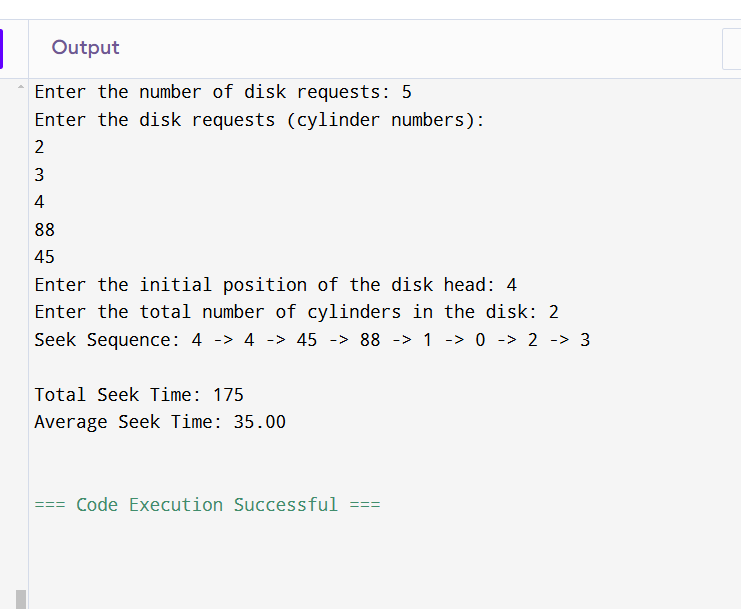 Output
Enter the number of disk requests: 5
Enter the disk requests (cylinder numbers):
2
3
4
88
45
Enter the initial position of the disk head: 4
Enter the total number of cylinders in the disk: 2
Seek Sequence: 4 -> 4 -> 45 -> 88 -> 1 -> 0 -> 2 -> 3
Total Seek Time: 175
Average Seek Time: 35.00
=== Code Execution Successful ===